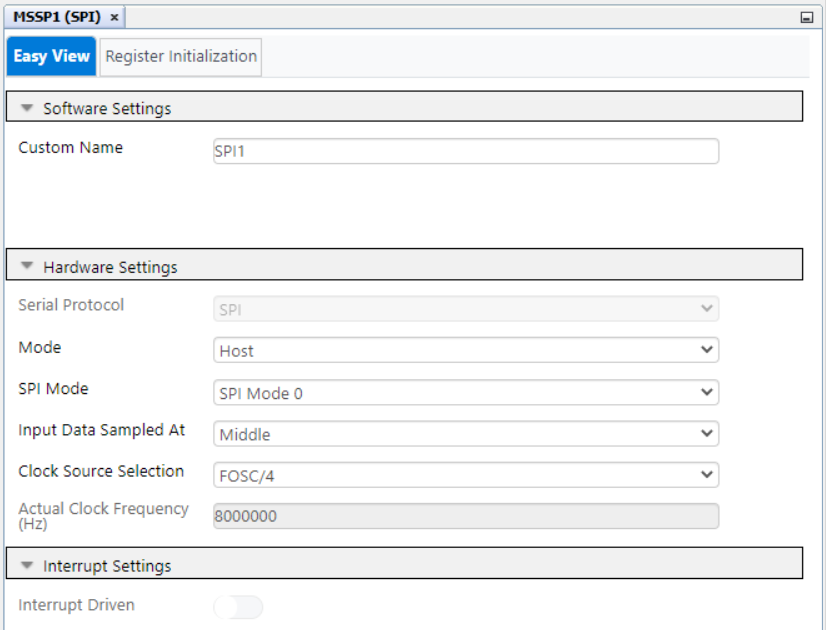 MSSP1 (SPI) ×
Easy View Register Initialization
Software Settings
Custom Name SPI1
Hardware Settings
Serial Protocol SPI
Mode Host
SPI Mode SPI Mode 0
Input Data Sampled At Middle
Clock Source Selection FOSC/4
Actual Clock Frequency
(Hz) 8000000
Interrupt Settings
Interrupt Driven